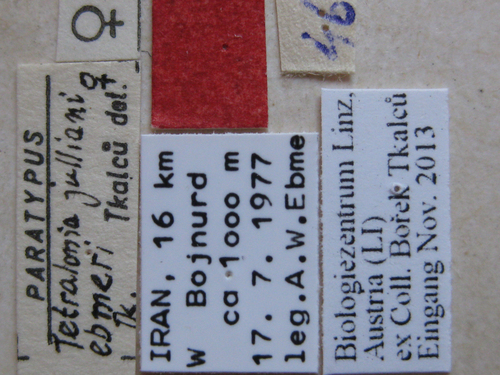 ♀
PARATYPUS
Tetralonia julliani ♀
ebmeri Tkalců det.
Tk.
IRAN, 16 km
W Bojnurd
ca 1000 m
17. 7. 1977
leg.A.W.Ebme
Biologiezentrum Linz,
Austria (LI)
ex Coll. Bořek Tkalců
Eingang Nov. 2013